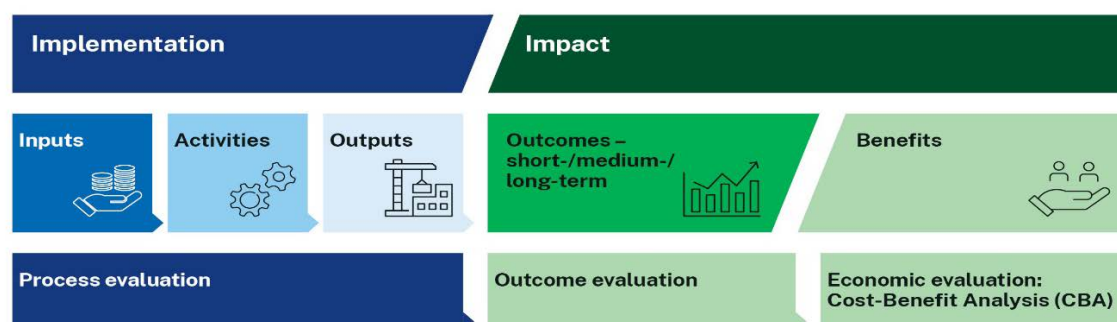 Implementation
Impact
Inputs
Activities
Outputs
Outcomes –
short-/medium-/
long-term
Benefits
Process evaluation
Outcome evaluation
Economic evaluation:
Cost-Benefit Analysis (CBA)